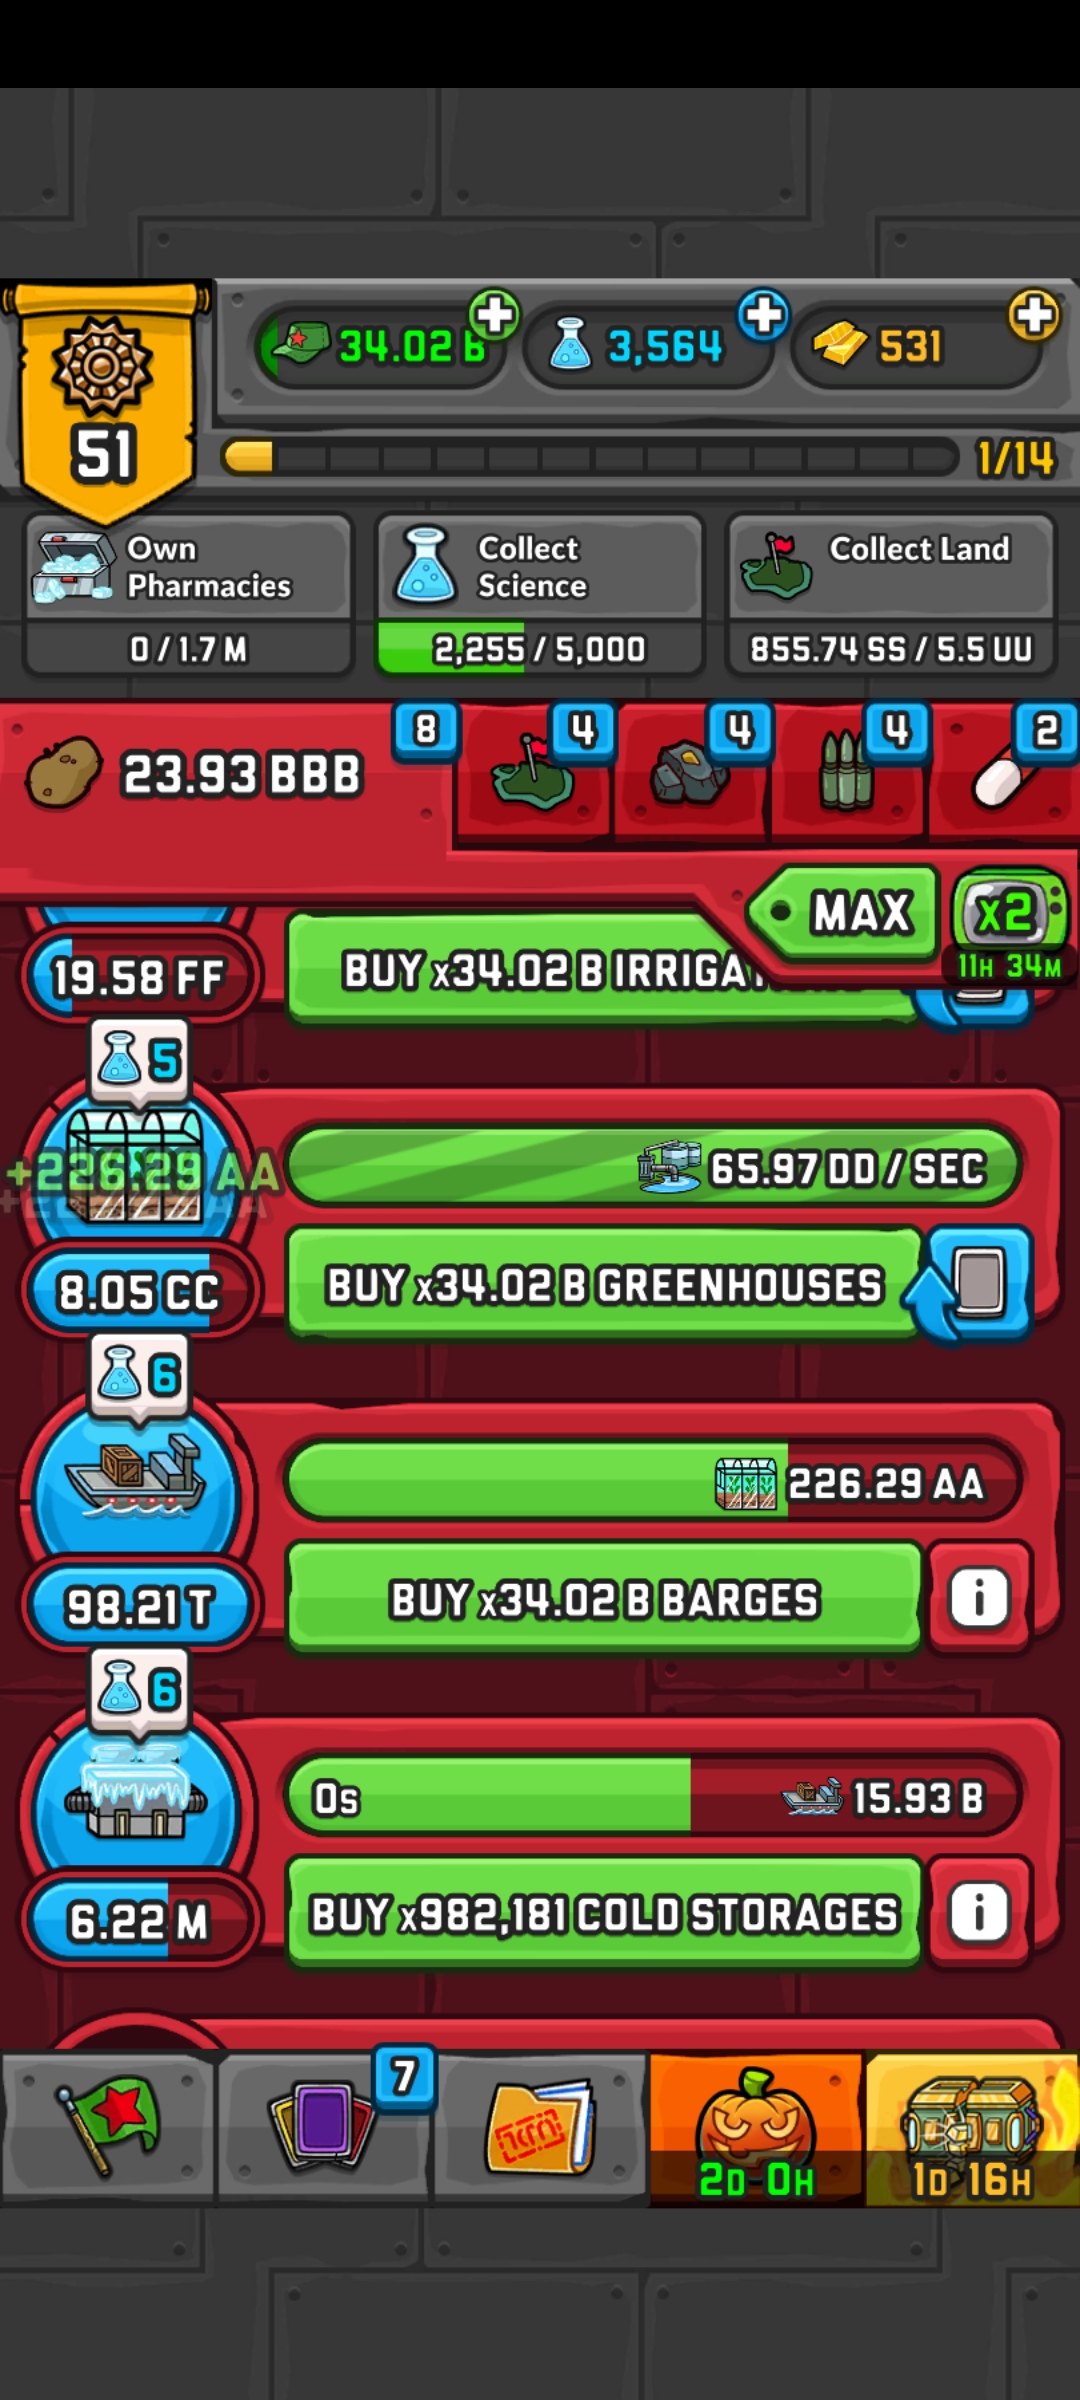 34.02 B
3,564
531
51
1/14
Own
Pharmacies
0 / 1.7 M
Collect
Science
2,255 / 5,000
Collect Land
855.74 SS / 5.5 UU
23.93 BBB
8
4
4
4
2
MAX
x2
11H 34M
19.58 FF
BUY x34.02 B
5
+226.29 AA
65.97 DD / SEC
8.05 CC
BUY x34.02 B GREENHOUSES
6
226.29 AA
98.21 T
BUY x34.02 B BARGES
i
6
0s
15.93 B
6.22 M
BUY x982,181 COLD STORAGES
i
7
2D 0H
1D 16H